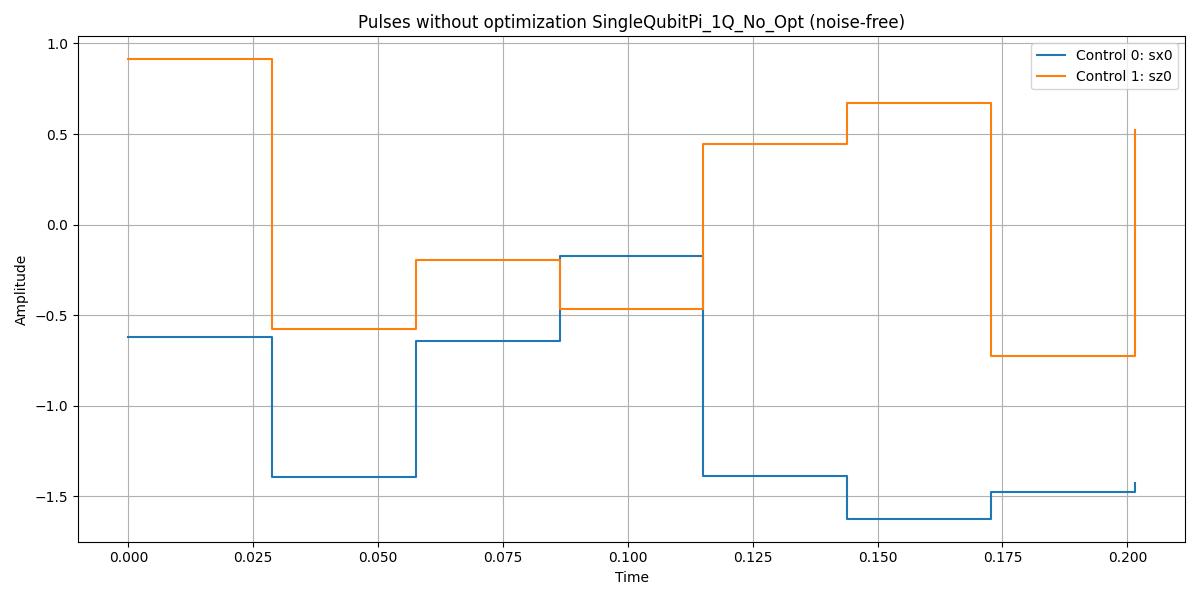 Pulses without optimization SingleQubitPi_1Q_No_Opt (noise-free)
Control 0: sx0
Control 1: sz0
1.0
0.5
0.0
−0.5
−1.0
−1.5
Amplitude
0.000 0.025 0.050 0.075 0.100 0.125 0.150 0.175 0.200
Time